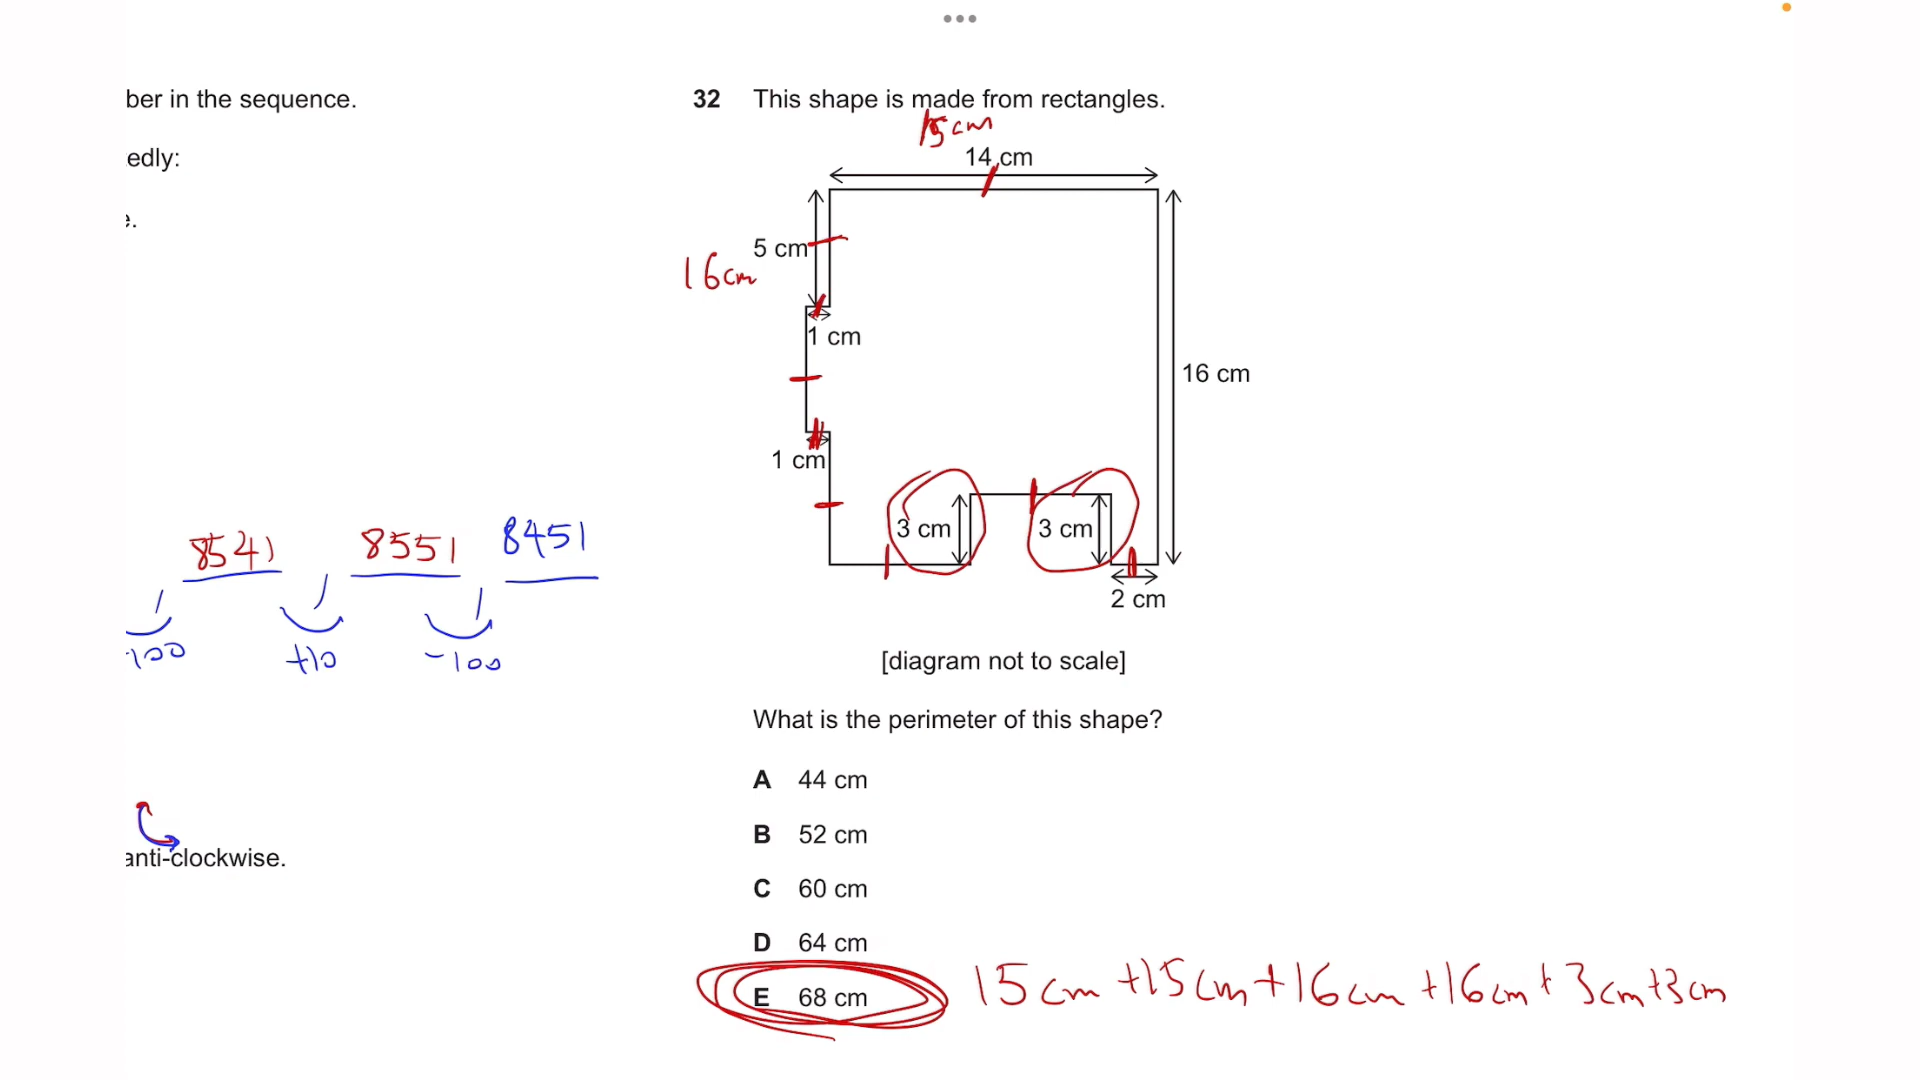 ber in the sequence.
edly:
e.
8541
8551
8451
-100
+10
-100
anti-clockwise.
32 This shape is made from rectangles.
15cm
14 cm
5 cm
16cm
1 cm
16 cm
1 cm
3 cm
3 cm
2 cm
[diagram not to scale]
What is the perimeter of this shape?
A 44 cm
B 52 cm
C 60 cm
D 64 cm
E 68 cm
15cm +15cm+16cm +16cm+ 3cm+3cm